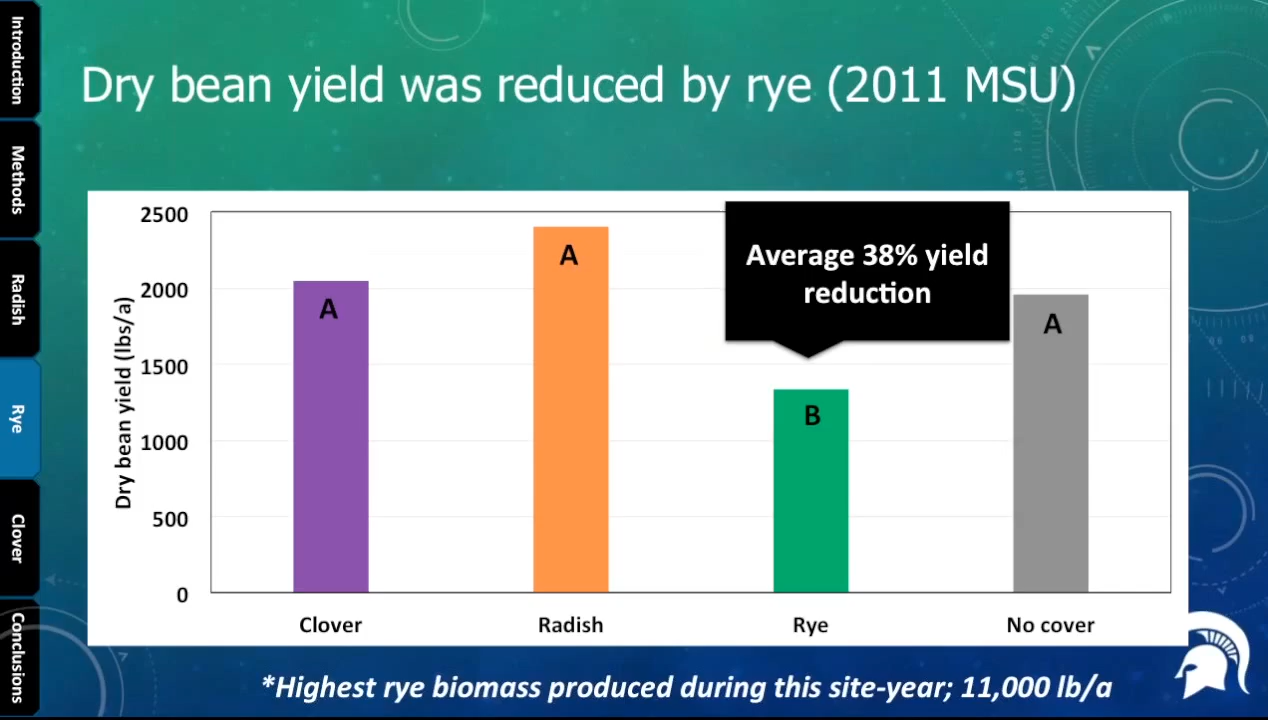 Dry bean yield was reduced by rye (2011 MSU)
Introduction
Methods
Radish
Rye
Clover
Conclusions
Dry bean yield (lbs/a)
2500
2000
1500
1000
500
0
A
A
Average 38% yield
reduction
B
A
Clover
Radish
Rye
No cover
*Highest rye biomass produced during this site-year; 11,000 lb/a